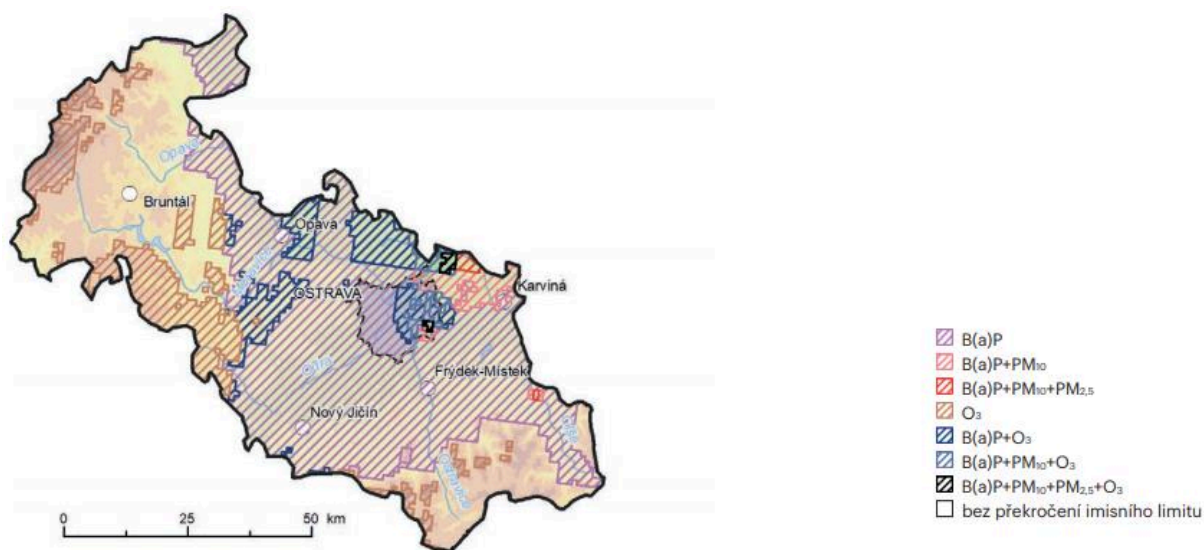 Opava
Bruntál
Opava
Moravice
OSTRAVA
Karviná
Odra
Frýdek-Místek
Nový Jičín
Olše
Ostravice
0 25 50 km
B(a)P
B(a)P+PM₁₀
B(a)P+PM₁₀+PM₂,₅
O₃
B(a)P+O₃
B(a)P+PM₁₀+O₃
B(a)P+PM₁₀+PM₂,₅+O₃
bez překročení imisního limitu